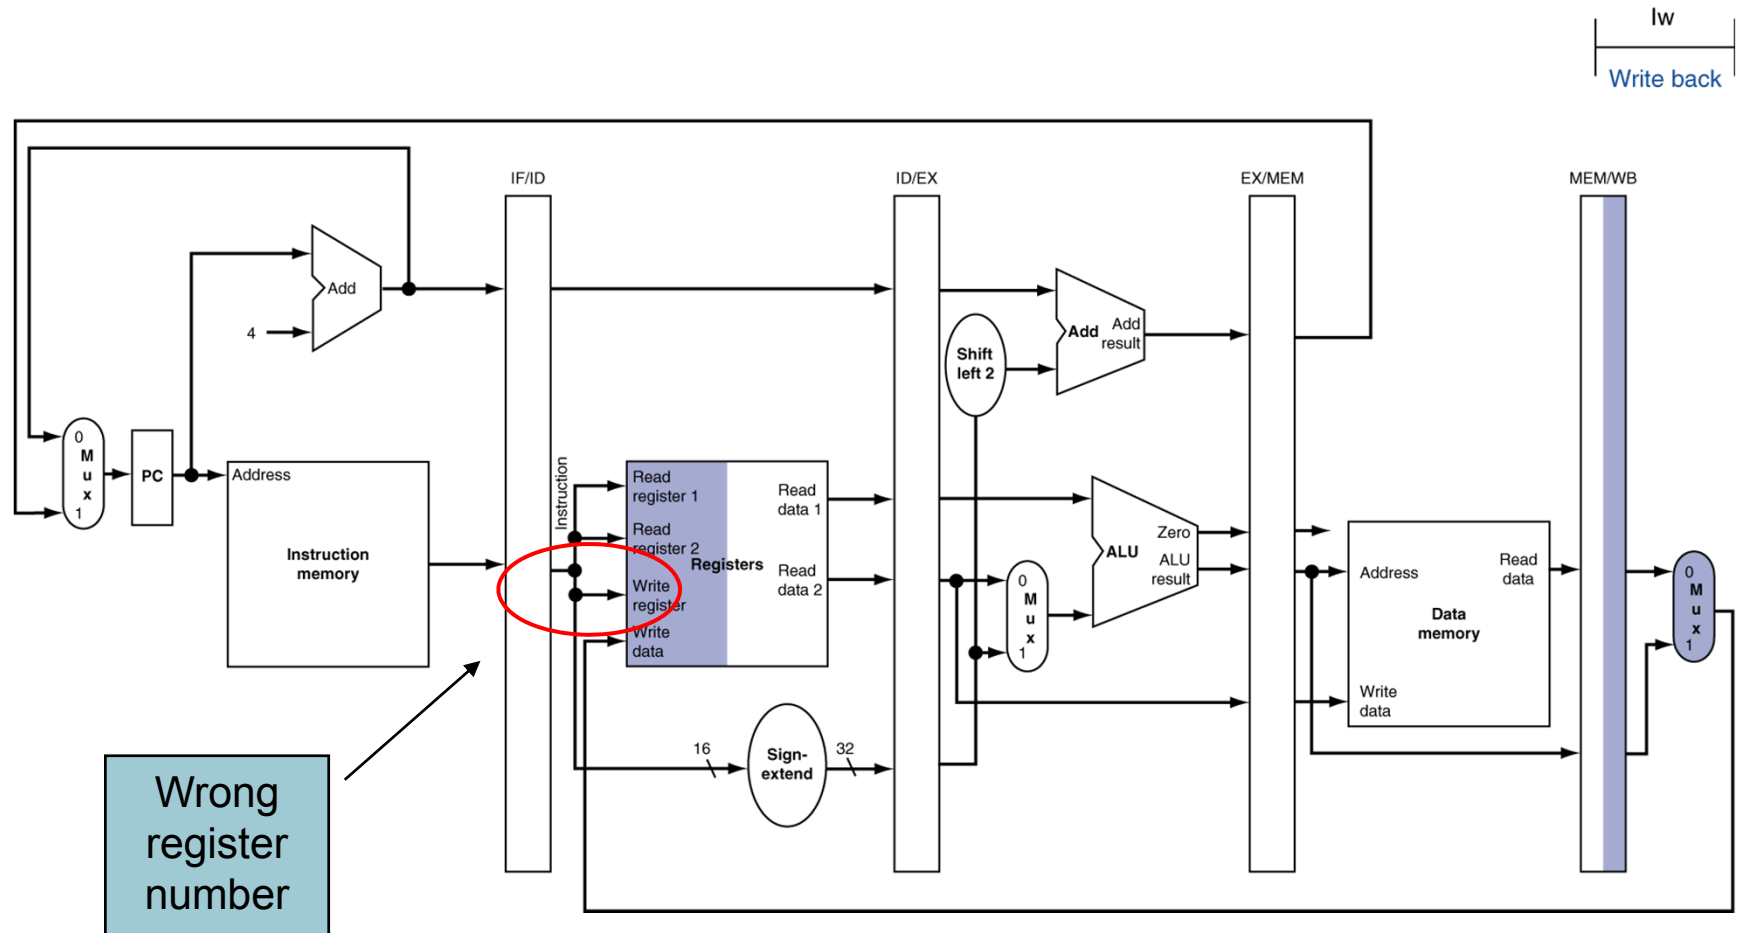 lw
Write back
IF/ID
ID/EX
EX/MEM
MEM/WB
Add
4
Add
Add
result
Shift
left 2
0
M
u
x
1
PC
Address
Instruction
memory
Instruction
Read
register 1
Read
register 2
Write
register
Write
data
Registers
Read
data 1
Read
data 2
0
M
u
x
1
Zero
ALU
ALU
result
Address
Read
data
Data
memory
Write
data
0
M
u
x
1
16
Sign-
extend
32
Wrong
register
number